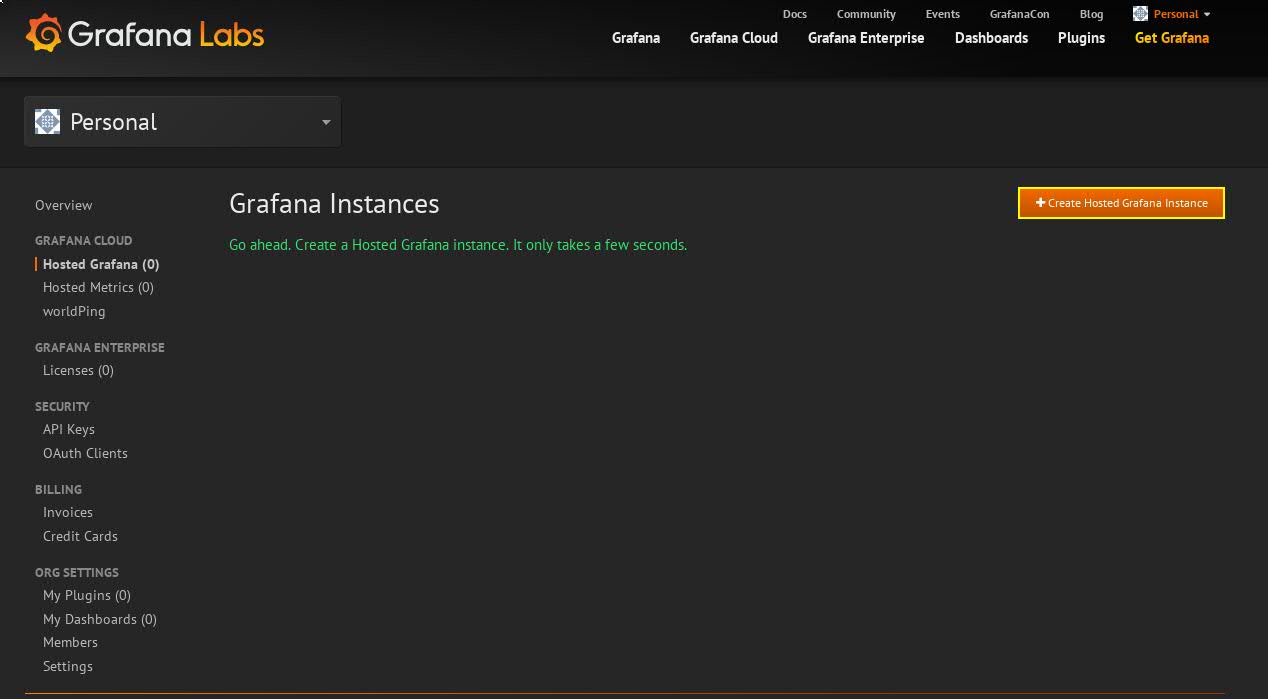 Docs Community Events GrafanaCon Blog Personal
Grafana Labs
Grafana Grafana Cloud Grafana Enterprise Dashboards Plugins Get Grafana
Personal
Overview
GRAFANA CLOUD
Hosted Grafana (0)
Hosted Metrics (0)
worldPing
GRAFANA ENTERPRISE
Licenses (0)
SECURITY
API Keys
OAuth Clients
BILLING
Invoices
Credit Cards
ORG SETTINGS
My Plugins (0)
My Dashboards (0)
Members
Settings
Grafana Instances
Create Hosted Grafana Instance
Go ahead. Create a Hosted Grafana instance. It only takes a few seconds.